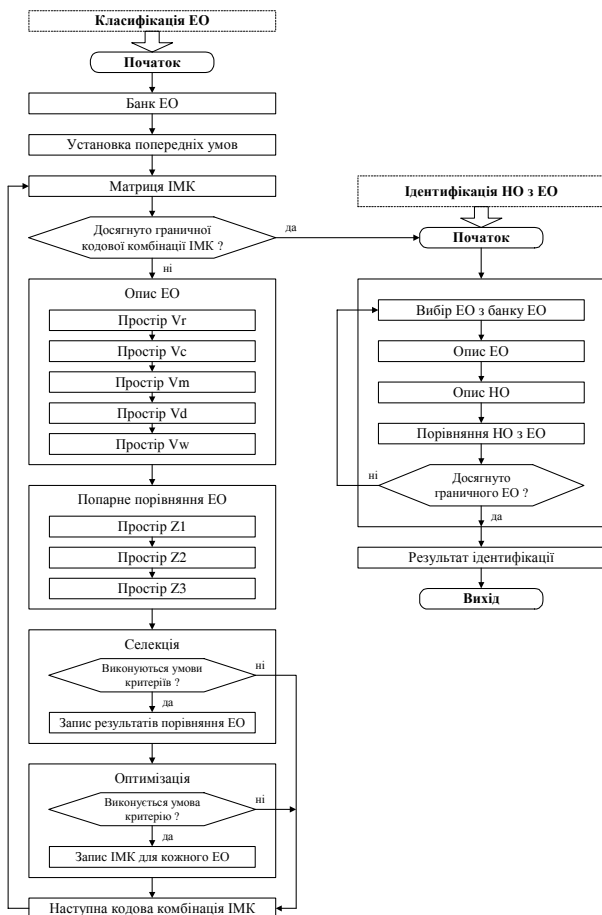 Класифікація ЕО
Початок
Банк ЕО
Установка попередніх умов
Матриця ІМК
Досягнуто граничної
кодової комбінації ІМК ?
да
ні
Опис ЕО
Простір Vr
Простір Vc
Простір Vm
Простір Vd
Простір Vw
Попарне порівняння ЕО
Простір Z1
Простір Z2
Простір Z3
Селекція
Виконуються умови
критеріїв ?
ні
да
Запис результатів порівняння ЕО
Оптимізація
Виконується умова
критерію ?
ні
да
Запис ІМК для кожного ЕО
Наступна кодова комбінація ІМК
Ідентифікація НО з ЕО
Початок
Вибір ЕО з банку ЕО
Опис ЕО
Опис НО
Порівняння НО з ЕО
ні
Досягнуто
граничного ЕО ?
да
Результат ідентифікації
Вихід